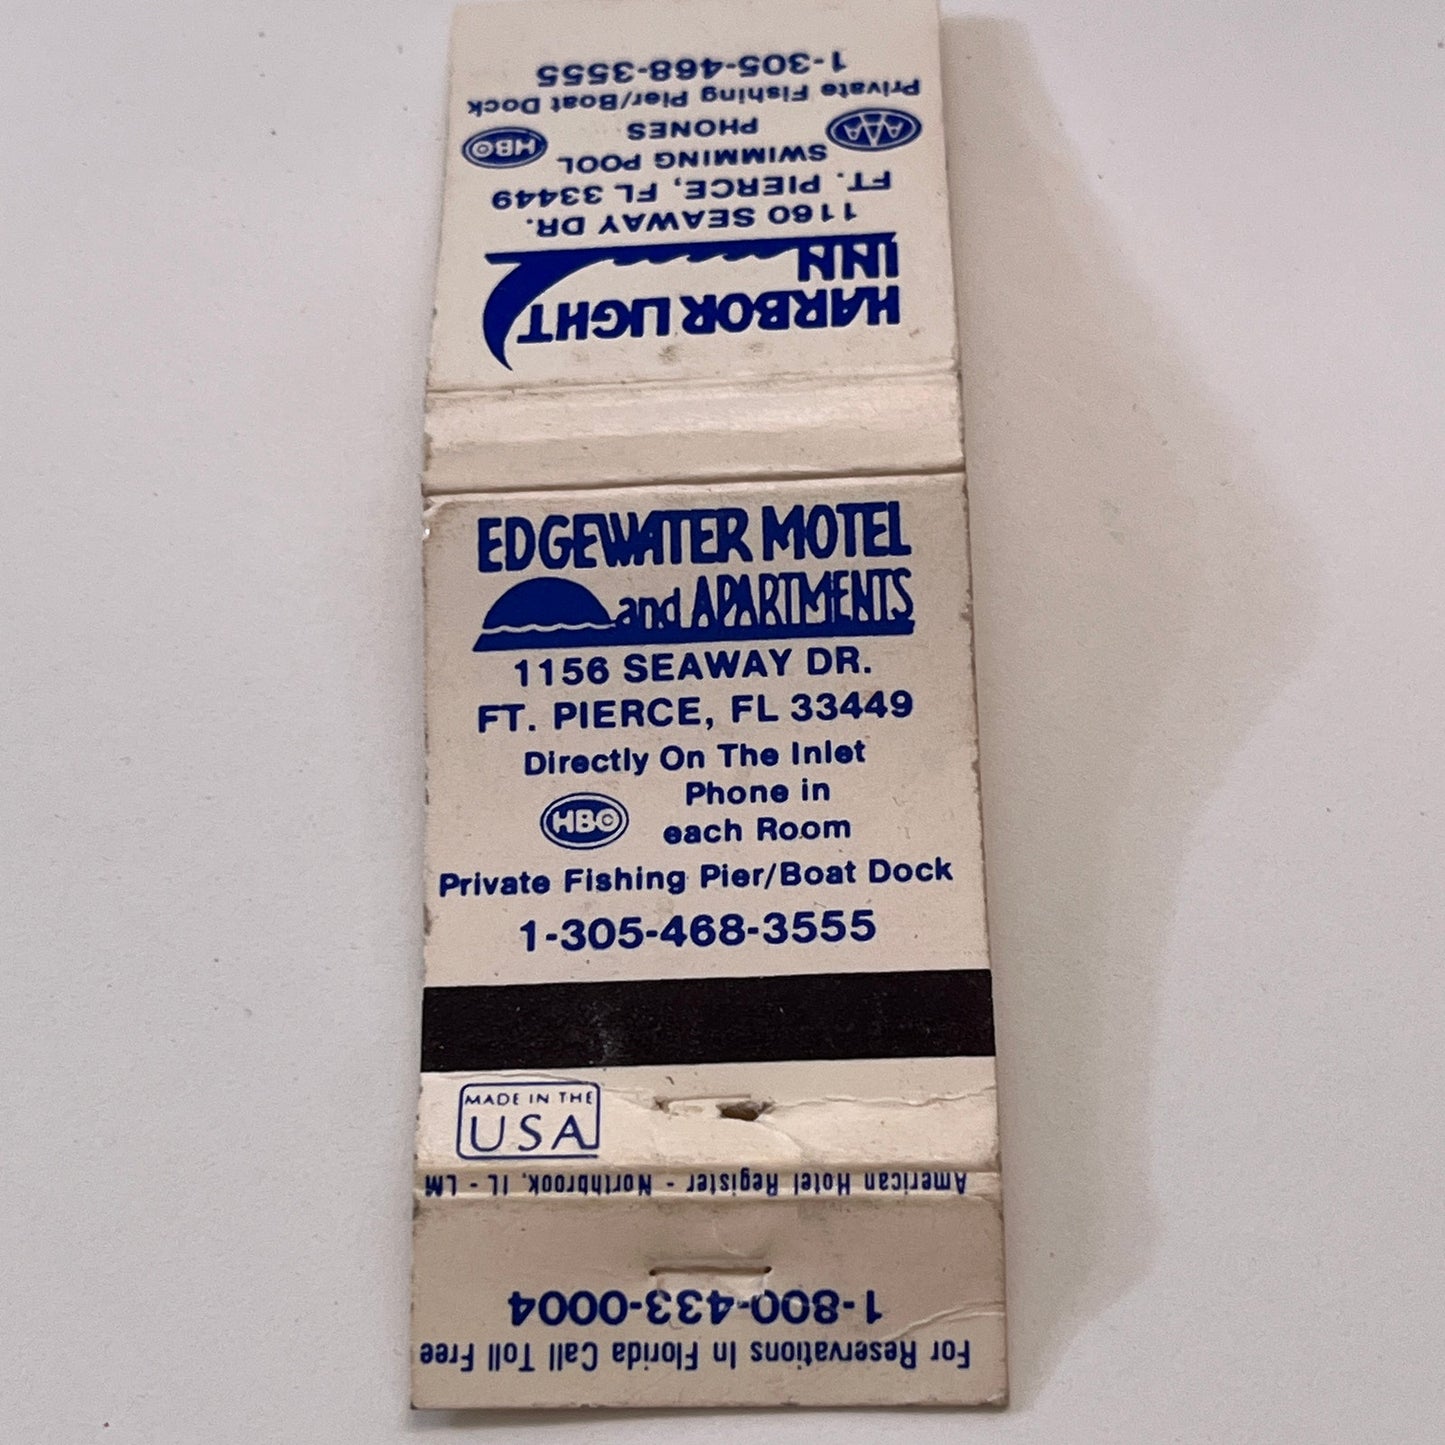 HARBOR LIGHT
INN
1160 SEAWAY DR.
FT. PIERCE, FL 33449
SWIMMING POOL
AAA PHONES HBO
Private Fishing Pier/Boat Dock
1-305-468-3555
EDGEWATER MOTEL
and APARTMENTS
1156 SEAWAY DR.
FT. PIERCE, FL 33449
Directly On The Inlet
Phone in
HBO
each Room
Private Fishing Pier/Boat Dock
1-305-468-3555
MADE IN THE
USA
American Hotel Register - Northbrook, IL - LM
For Reservations In Florida Call Toll Free
1-800-433-0004